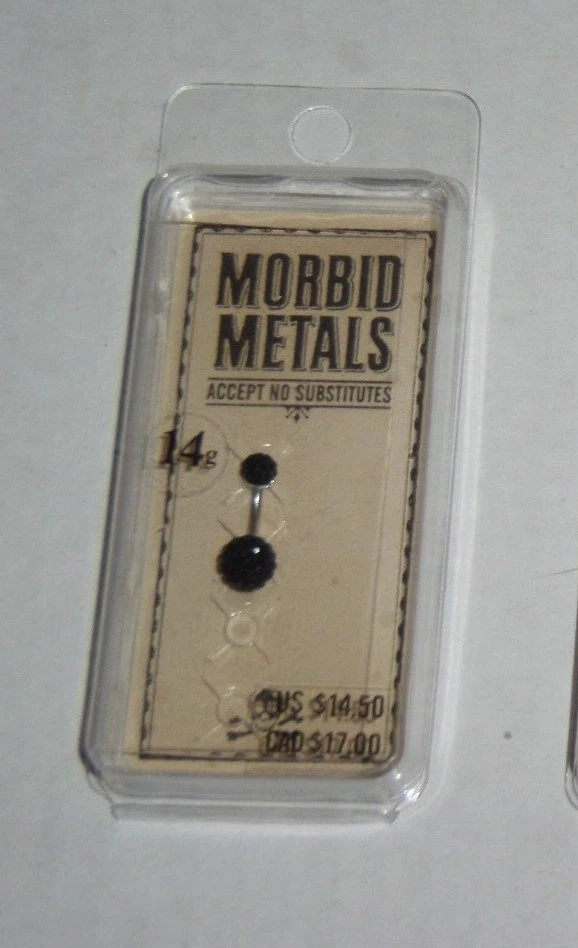 MORBID
METALS
ACCEPT NO SUBSTITUTES
14g
US $14.50
CAD $17.00